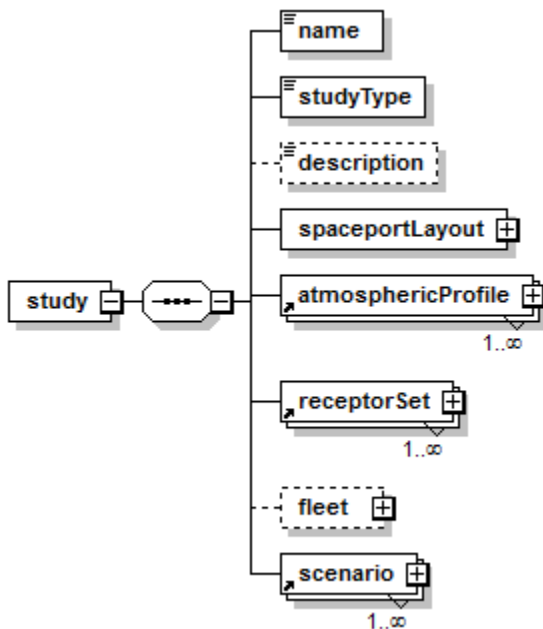 name
studyType
description
spaceportLayout
study
atmosphericProfile
1..∞
receptorSet
1..∞
fleet
scenario
1..∞